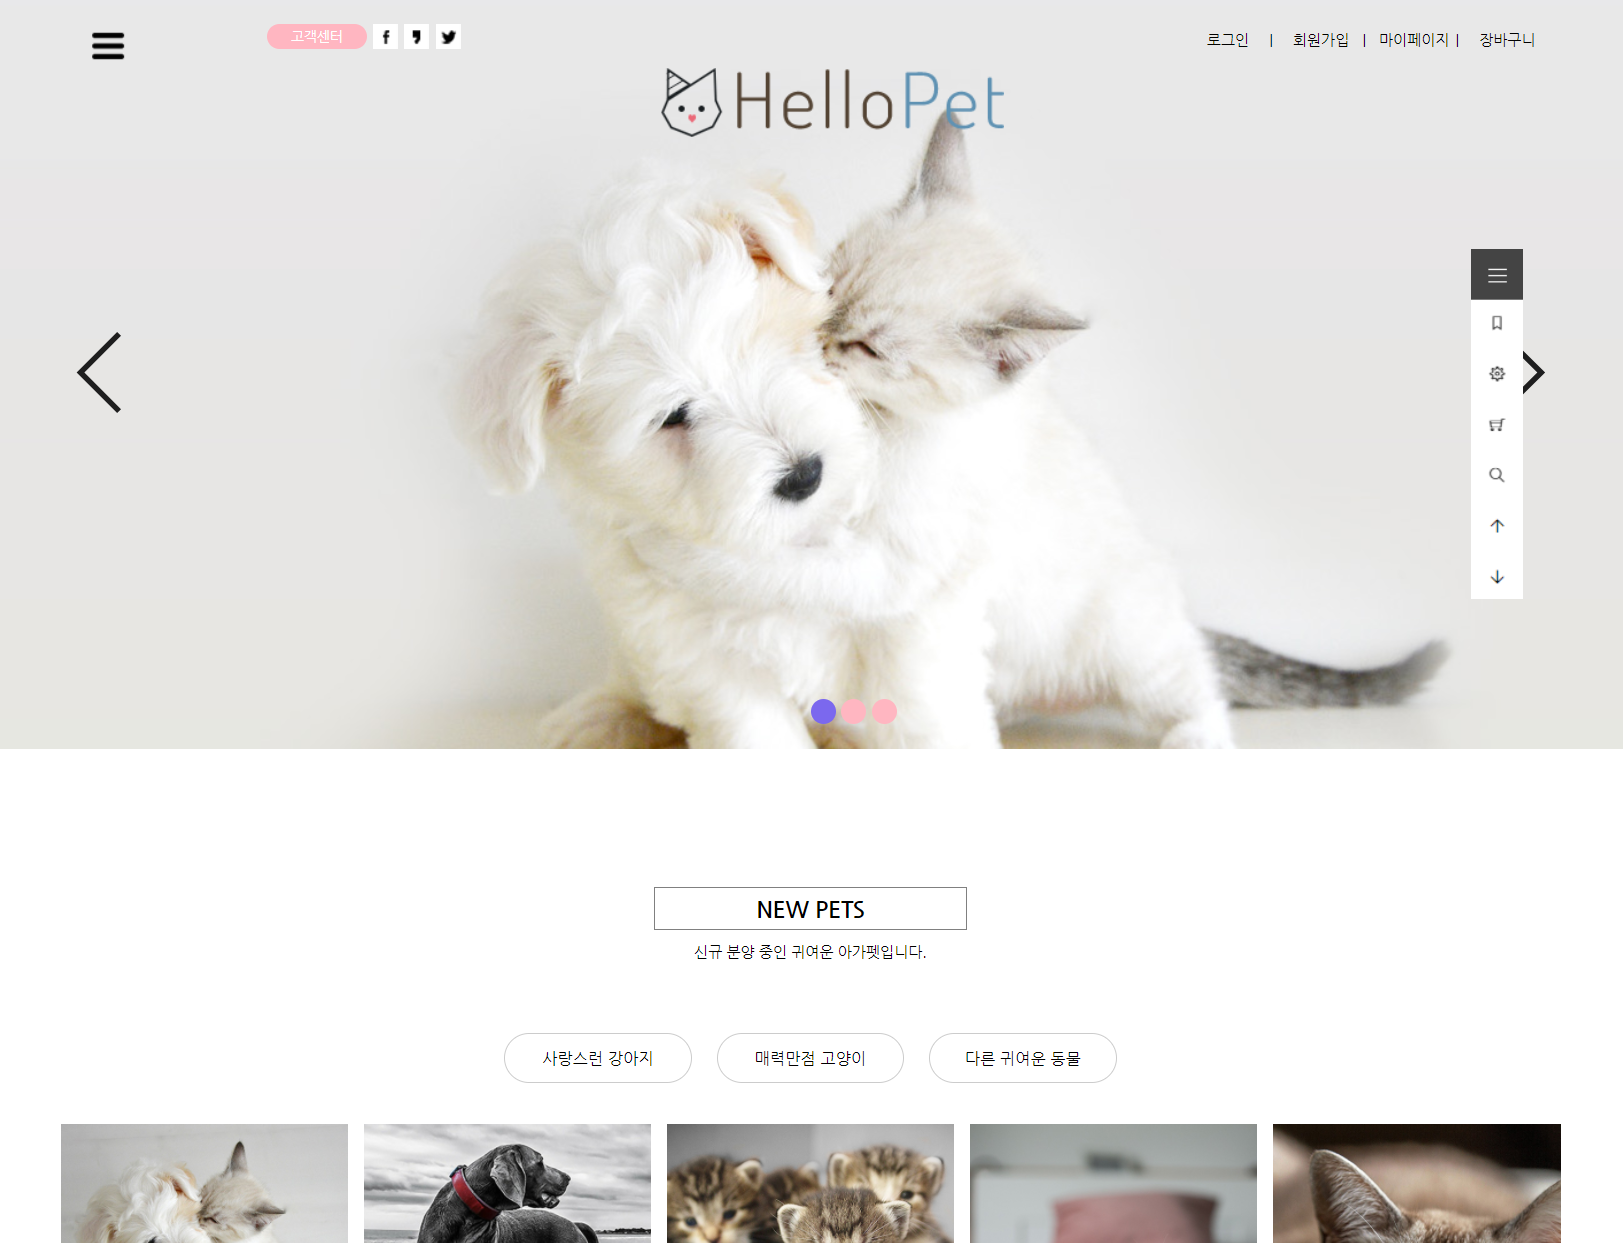 고객센터
로그인 | 회원가입 | 마이페이지 | 장바구니
HelloPet
NEW PETS
신규 분양 중인 귀여운 아가펫입니다.
사랑스런 강아지
매력만점 고양이
다른 귀여운 동물